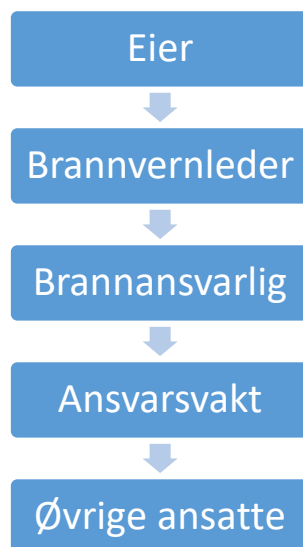 Eier
Brannvernleder
Brannansvarlig
Ansvarsvakt
Øvrige ansatte